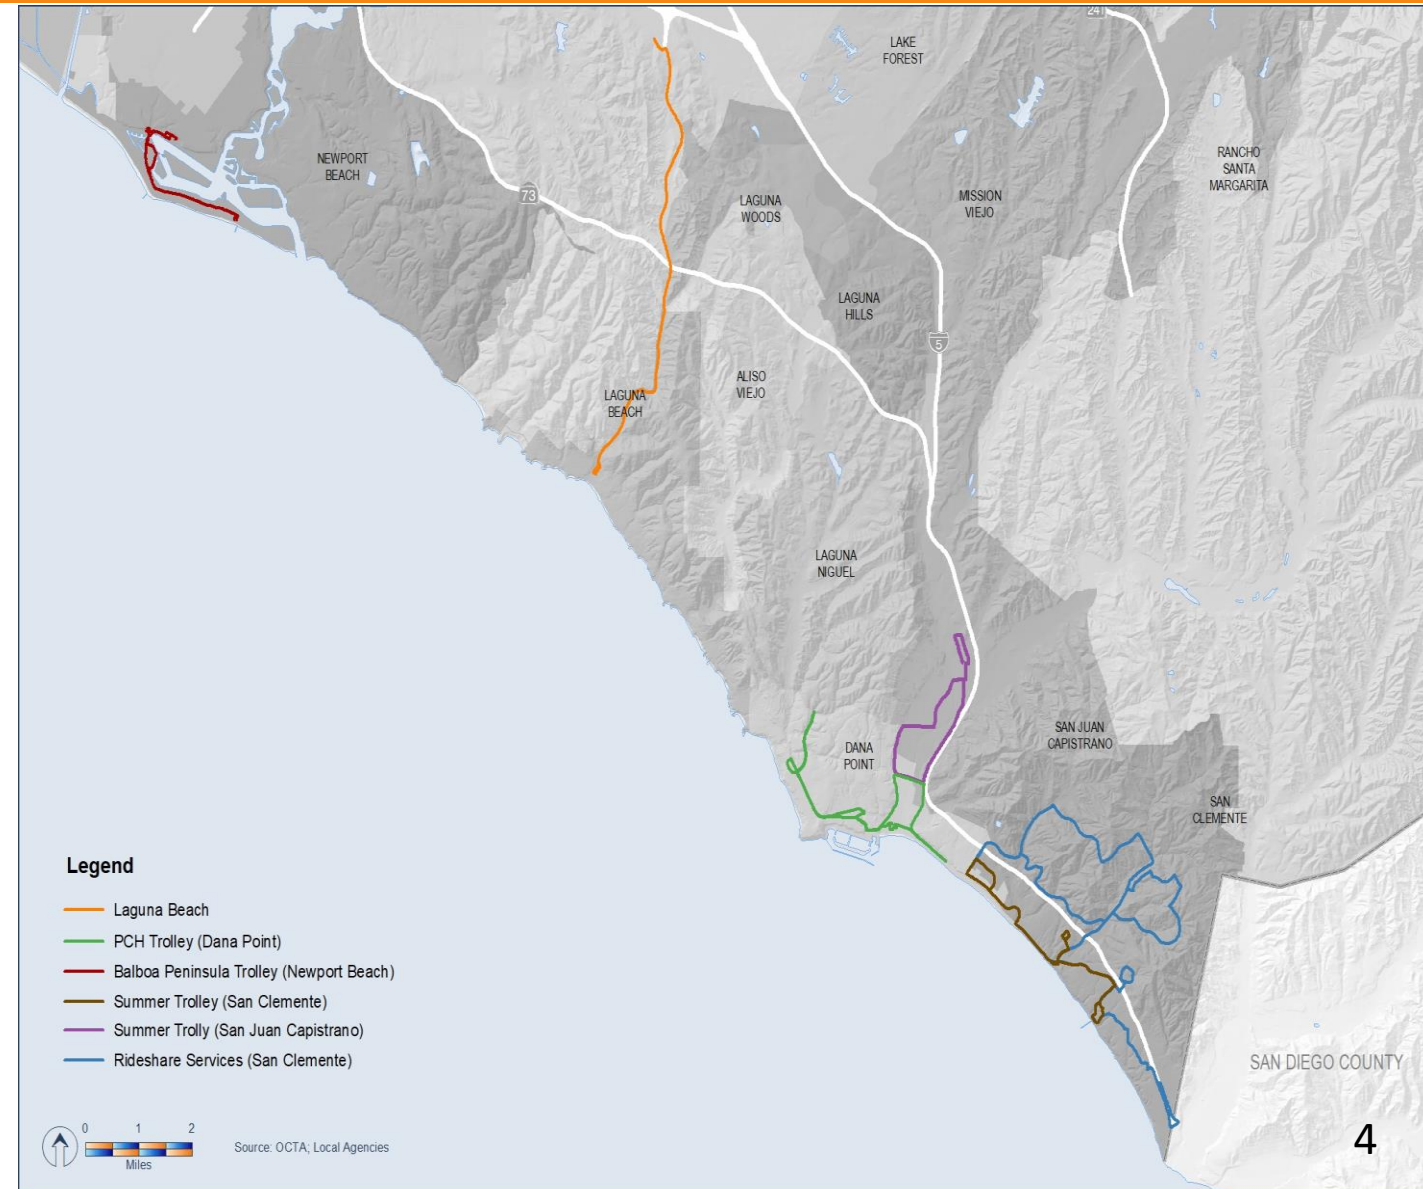 241
LAKE
FOREST
NEWPORT
BEACH
RANCHO
SANTA
MARGARITA
73
LAGUNA
WOODS
MISSION
VIEJO
LAGUNA
HILLS
5
LAGUNA
BEACH
ALISO
VIEJO
LAGUNA
NIGUEL
DANA
POINT
SAN JUAN
CAPISTRANO
SAN
CLEMENTE
Legend
Laguna Beach
PCH Trolley (Dana Point)
Balboa Peninsula Trolley (Newport Beach)
Summer Trolley (San Clemente)
Summer Trolly (San Juan Capistrano)
Rideshare Services (San Clemente)
SAN DIEGO COUNTY
0 1 2
Miles
Source: OCTA; Local Agencies
4